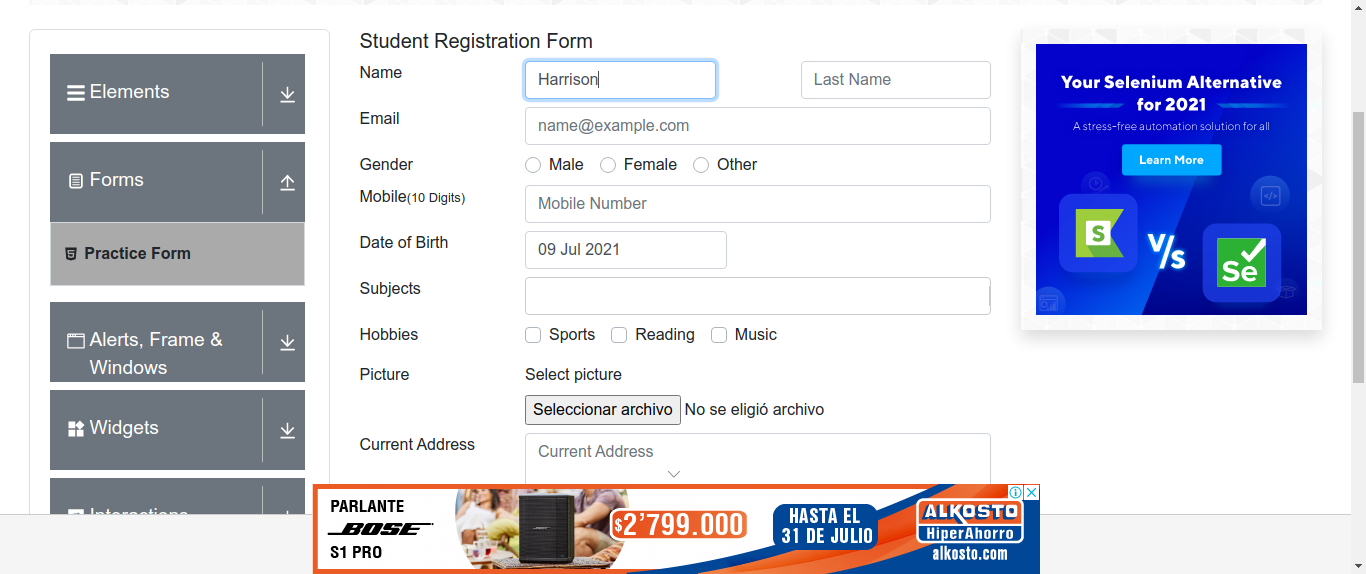 Elements
Forms
Practice Form
Alerts, Frame &
Windows
Widgets
Interactions
Student Registration Form
Name Harrison Last Name
Email name@example.com
Gender Male Female Other
Mobile(10 Digits) Mobile Number
Date of Birth 09 Jul 2021
Subjects
Hobbies Sports Reading Music
Picture Select picture
Seleccionar archivo No se eligió archivo
Current Address Current Address
Your Selenium Alternative
for 2021
A stress-free automation solution for all
Learn More
S V/S Se
PARLANTE
BOSE
S1 PRO
$2'799.000
HASTA EL
31 DE JULIO
ALKOSTO
HiperAhorro
alkosto.com